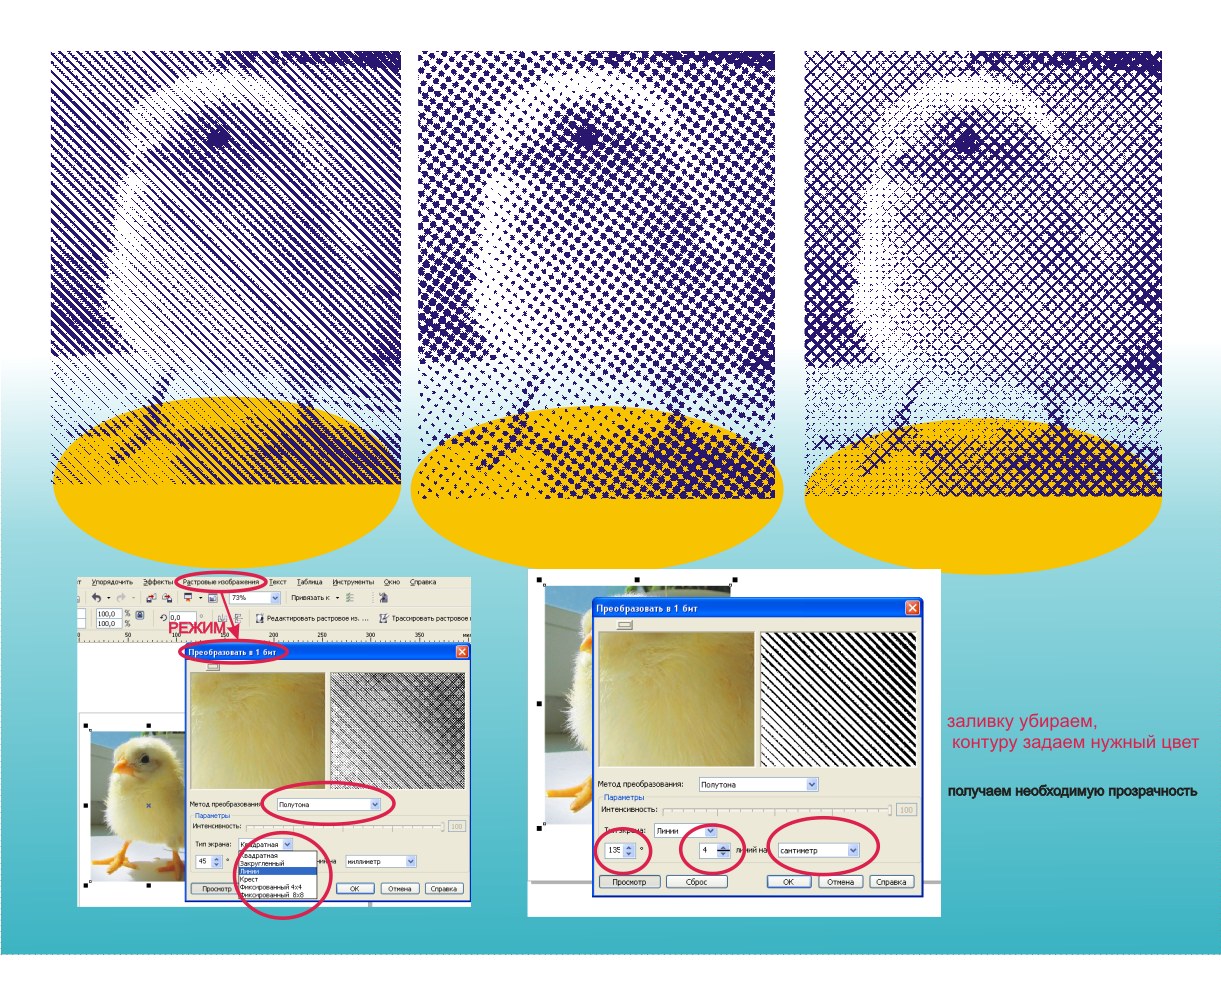 Упорядочить Эффекты Растровые изображения Текст Таблица Инструменты Окно Справка
73% Привязать к
100,0 %
100,0 %
0,0
Редактировать растровое из. ...
Трассировать растровое
РЕЖИМ
50 100 150 200 250 300 350
Преобразовать в 1 бит
Метод преобразования: Полутона
Параметры
Интенсивность: 100
Тип экрана: Квадратная
Квадратная
Закругленный
Линии
Крест
Фиксированный 4x4
Фиксированный 8x8
45 °
миллиметр
Просмотр ОК Отмена Справка
Преобразовать в 1 бит
Метод преобразования: Полутона
Параметры
Интенсивность: 100
Тип экрана: Линии
135 ° 4 линий на сантиметр
Просмотр Сброс ОК Отмена Справка
заливку убираем,
контуру задаем нужный цвет
получаем необходимую прозрачность